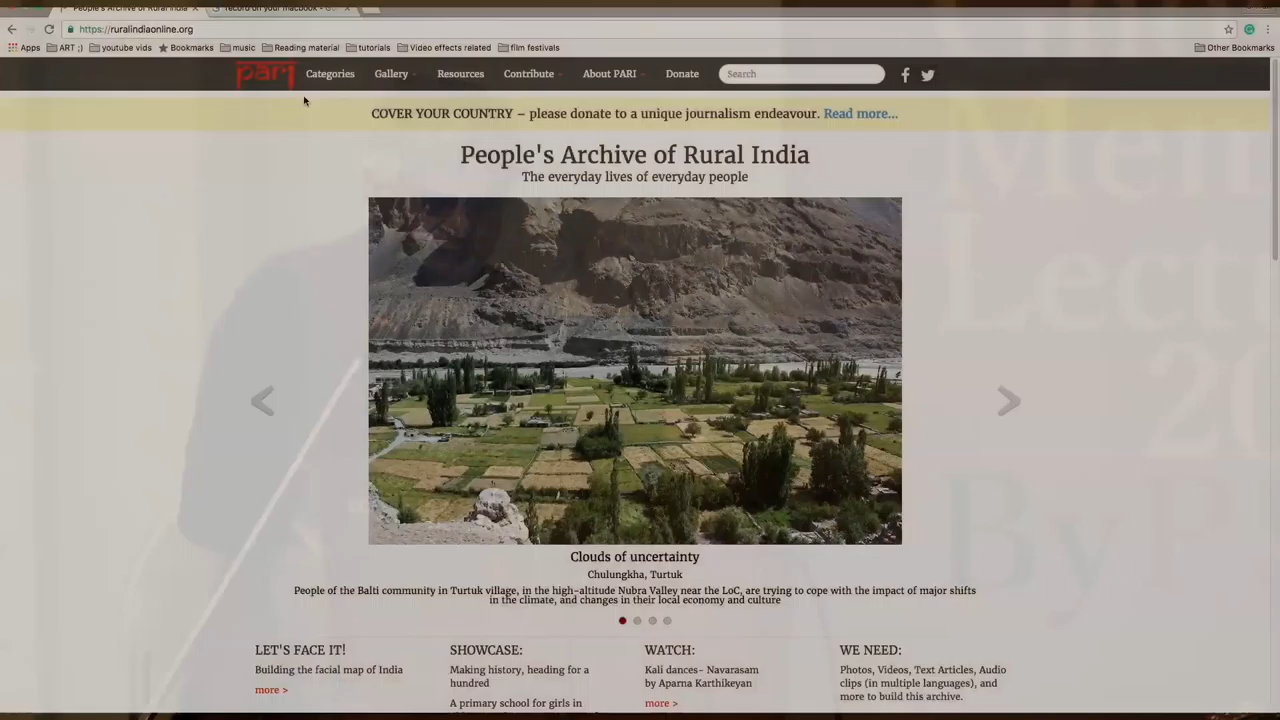 People's Archive of Rural India
record on your macbook - G
https://ruralindiaonline.org
Apps ART ;) youtube vids Bookmarks music Reading material tutorials Video effects related film festivals Other Bookmarks
pari Categories Gallery Resources Contribute About PARI Donate Search
COVER YOUR COUNTRY – please donate to a unique journalism endeavour. Read more...
People's Archive of Rural India
The everyday lives of everyday people
Clouds of uncertainty
Chulungkha, Turtuk
People of the Balti community in Turtuk village, in the high-altitude Nubra Valley near the LoC, are trying to cope with the impact of major shifts
in the climate, and changes in their local economy and culture
LET'S FACE IT!
Building the facial map of India
more >
SHOWCASE:
Making history, heading for a
hundred
A primary school for girls in
WATCH:
Kali dances- Navarasam
by Aparna Karthikeyan
more >
WE NEED:
Photos, Videos, Text Articles, Audio
clips (in multiple languages), and
more to build this archive.
Lectu
20
By P